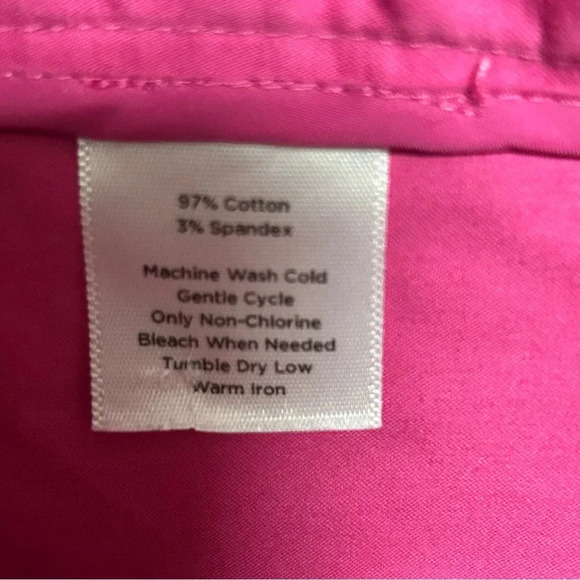 97% Cotton
3% Spandex
Machine Wash Cold
Gentle Cycle
Only Non-Chlorine
Bleach When Needed
Tumble Dry Low
Warm Iron